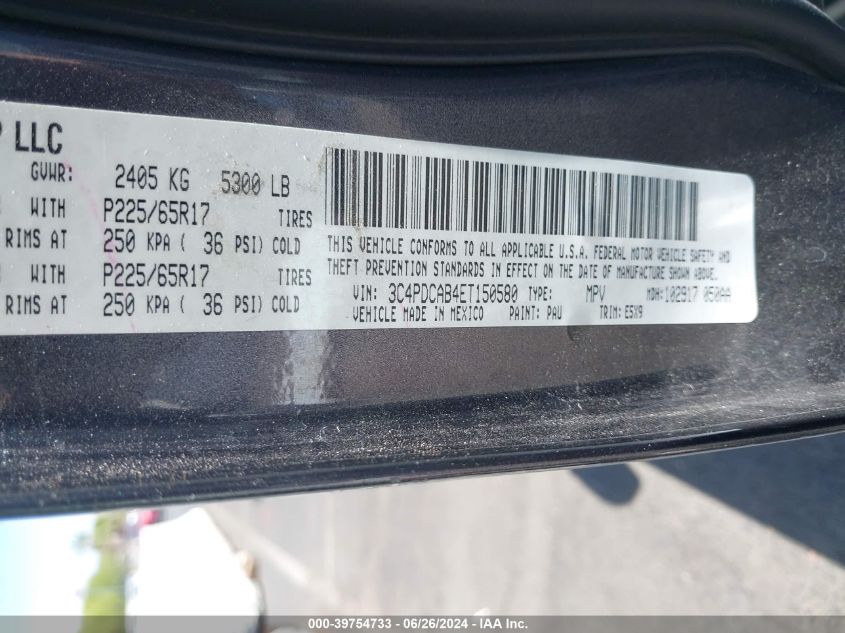 LLC
GVWR: 2405 KG 5300 LB
WITH P225/65R17 TIRES
RIMS AT 250 KPA ( 36 PSI) COLD
WITH P225/65R17 TIRES
RIMS AT 250 KPA ( 36 PSI) COLD
THIS VEHICLE CONFORMS TO ALL APPLICABLE U.S.A. FEDERAL MOTOR VEHICLE SAFETY AND
THEFT PREVENTION STANDARDS IN EFFECT ON THE DATE OF MANUFACTURE SHOWN ABOVE.
VIN: 3C4PDCAB4ET150580 TYPE: MPV MDH: 102917 050AA
VEHICLE MADE IN MEXICO PAINT: PAU TRIM: E5X9
000-39754733 - 06/26/2024 - IAA Inc.